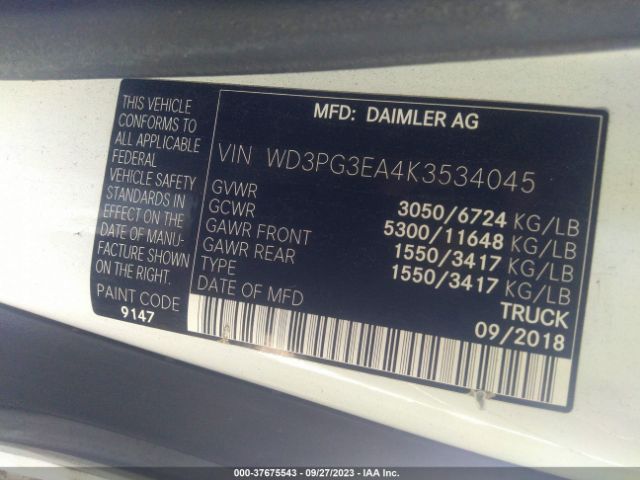 THIS VEHICLE
CONFORMS TO
ALL APPLICABLE
FEDERAL
VEHICLE SAFETY
STANDARDS IN
EFFECT ON THE
DATE OF MANU-
FACTURE SHOWN
ON THE RIGHT.
PAINT CODE
9147
MFD: DAIMLER AG
VIN WD3PG3EA4K3534045
GVWR 3050/6724 KG/LB
GCWR 5300/11648 KG/LB
GAWR FRONT 1550/3417 KG/LB
GAWR REAR 1550/3417 KG/LB
TYPE TRUCK
DATE OF MFD 09/2018
000-37675543 - 09/27/2023 - IAA Inc.